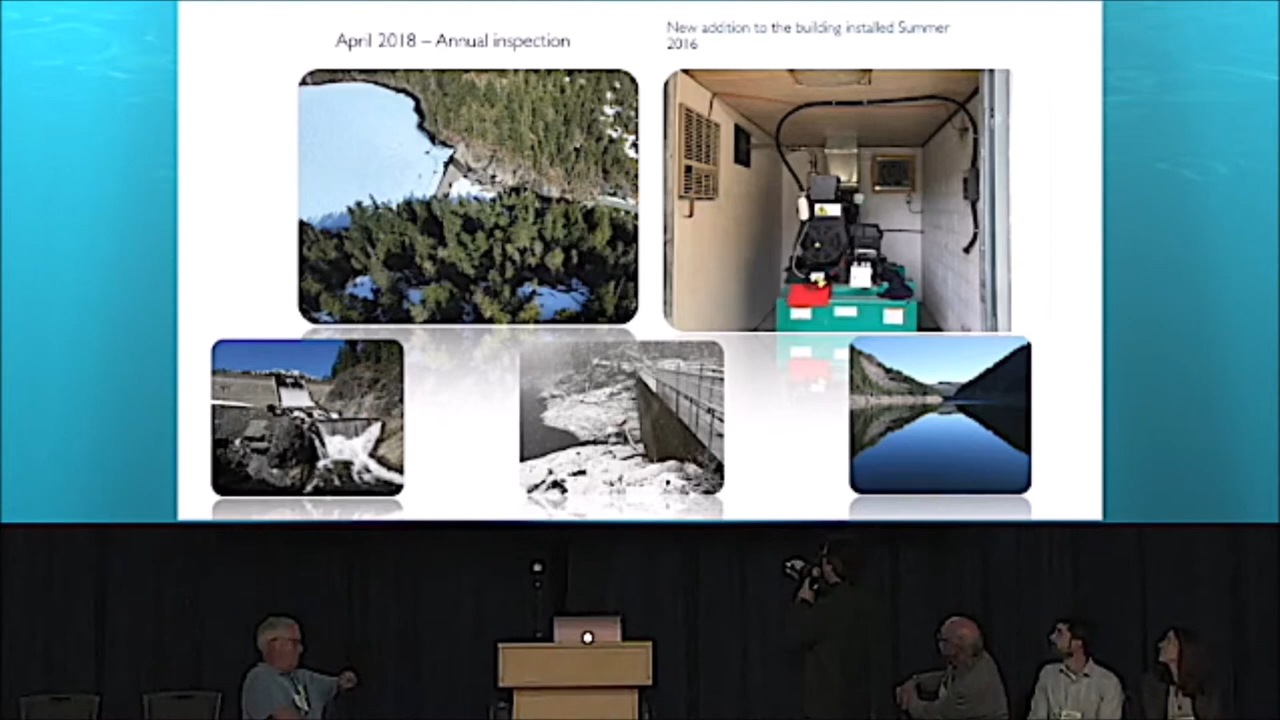 April 2018 – Annual inspection
New addition to the building installed Summer
2016